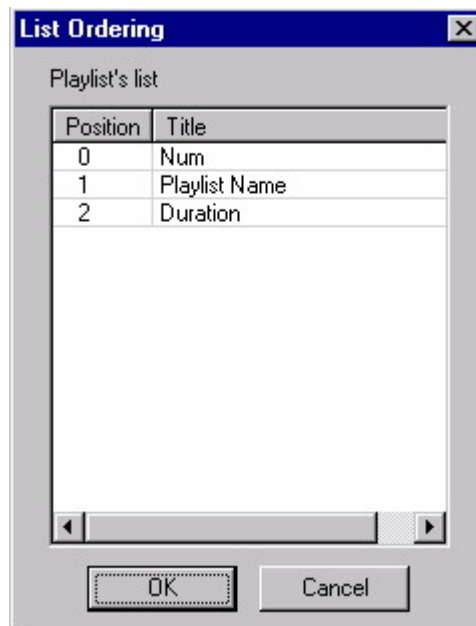 List Ordering
Playlist's list
Position Title
0 Num
1 Playlist Name
2 Duration
OK Cancel